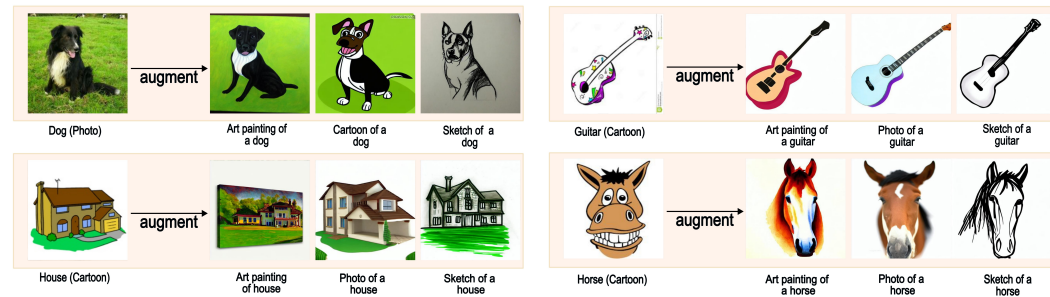 augment
Dog (Photo)
Art painting of
a dog
Cartoon of a
dog
Sketch of a
dog
augment
Guitar (Cartoon)
Art painting of
a guitar
Photo of a
guitar
Sketch of a
guitar
augment
House (Cartoon)
Art painting
of house
Photo of a
house
Sketch of a
house
augment
Horse (Cartoon)
Art painting of
a horse
Photo of a
horse
Sketch of a
horse